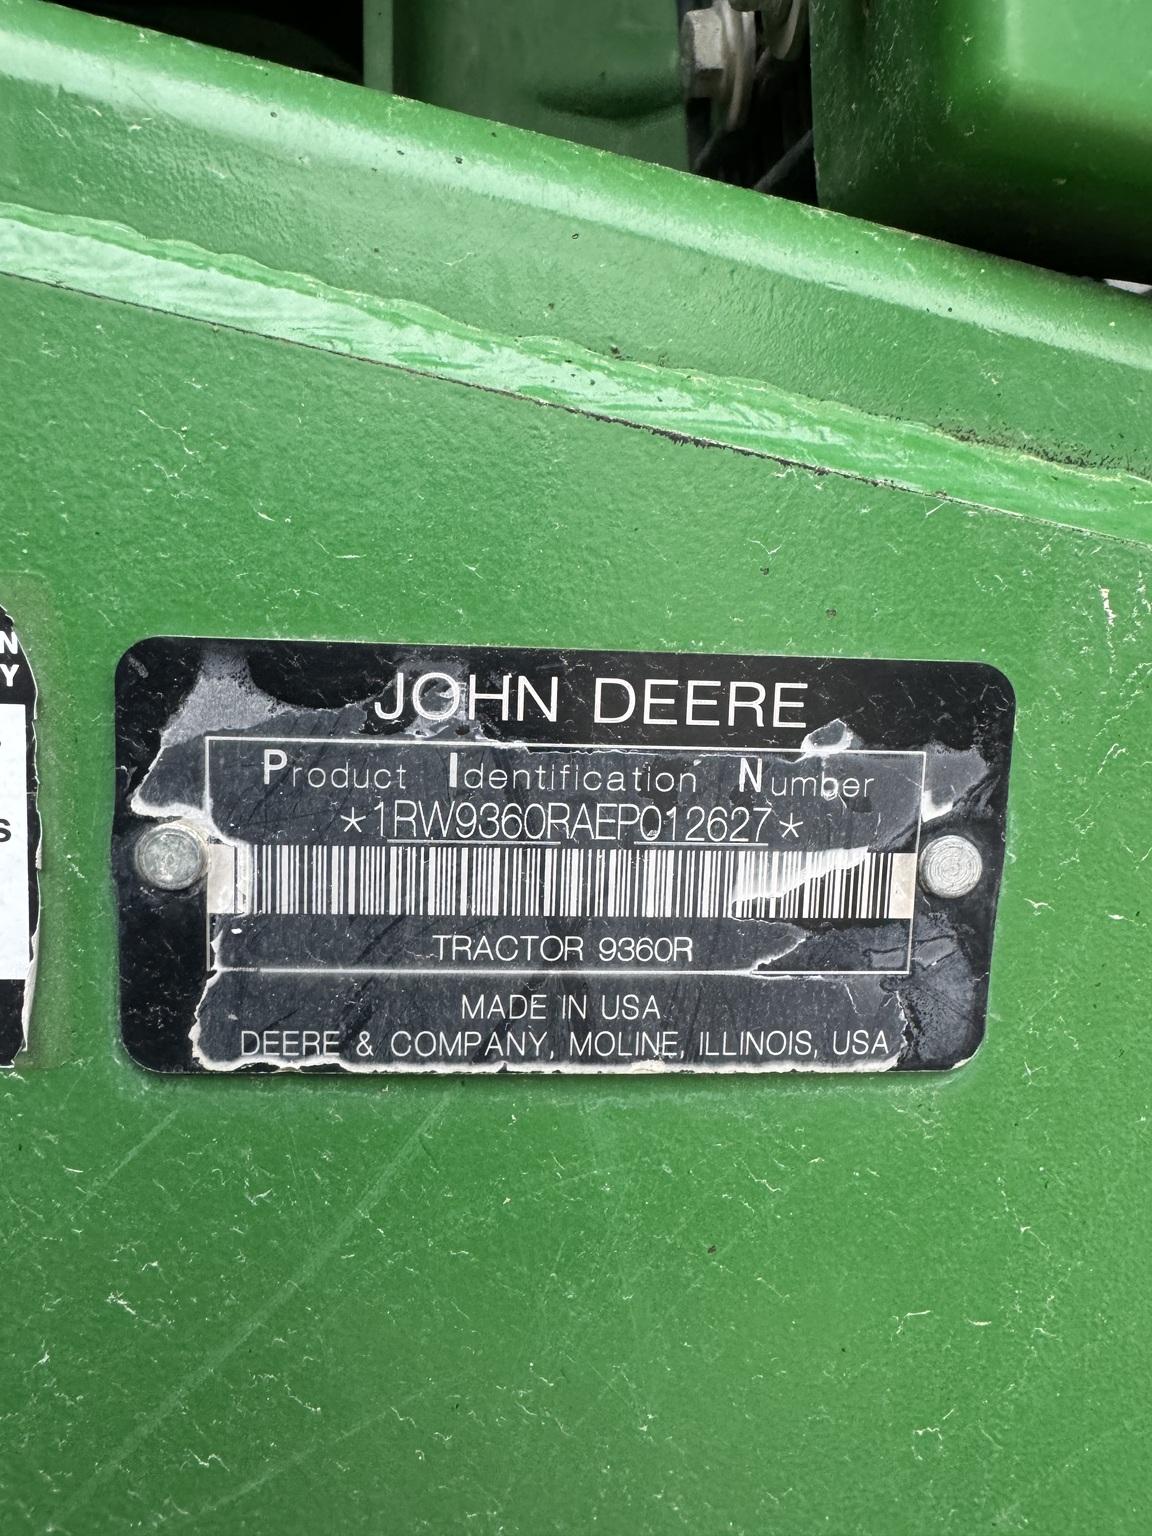 N
Y
S
JOHN DEERE
Product Identification Number
*1RW9360RAEP012627*
TRACTOR 9360R
MADE IN USA
DEERE & COMPANY, MOLINE, ILLINOIS, USA